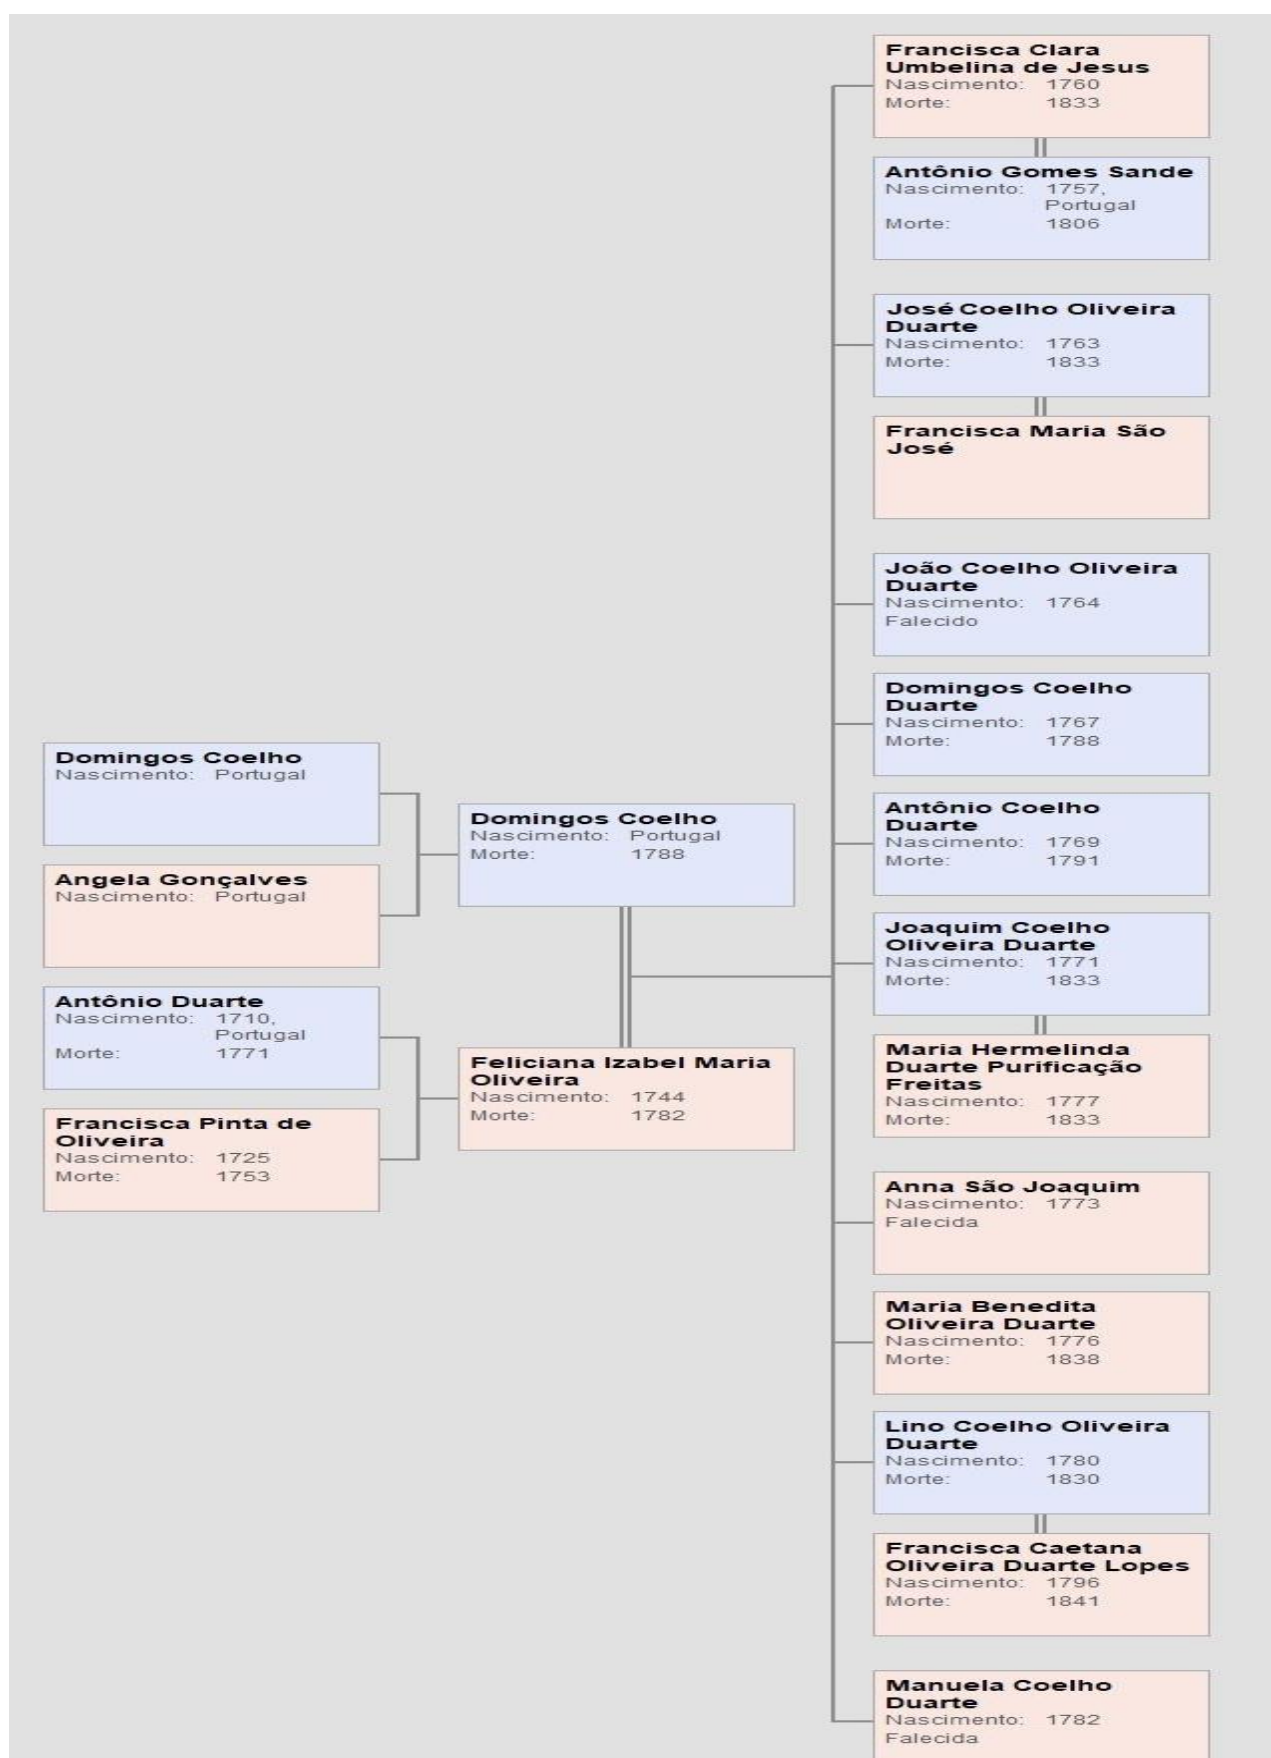 Domingos Coelho
Nascimento: Portugal
Angela Gonçalves
Nascimento: Portugal
Antônio Duarte
Nascimento: 1710,
Portugal
Morte: 1771
Francisca Pinta de
Oliveira
Nascimento: 1725
Morte: 1753
Domingos Coelho
Nascimento: Portugal
Morte: 1788
Feliciana Izabel Maria
Oliveira
Nascimento: 1744
Morte: 1782
Francisca Clara
Umbelina de Jesus
Nascimento: 1760
Morte: 1833
Antônio Gomes Sande
Nascimento: 1757,
Portugal
Morte: 1806
José Coelho Oliveira
Duarte
Nascimento: 1763
Morte: 1833
Francisca Maria São
José
João Coelho Oliveira
Duarte
Nascimento: 1764
Falecido
Domingos Coelho
Duarte
Nascimento: 1767
Morte: 1788
Antônio Coelho
Duarte
Nascimento: 1769
Morte: 1791
Joaquim Coelho
Oliveira Duarte
Nascimento: 1771
Morte: 1833
Maria Hermelinda
Duarte Purificação
Freitas
Nascimento: 1777
Morte: 1833
Anna São Joaquim
Nascimento: 1773
Falecida
Maria Benedita
Oliveira Duarte
Nascimento: 1776
Morte: 1838
Lino Coelho Oliveira
Duarte
Nascimento: 1780
Morte: 1830
Francisca Caetana
Oliveira Duarte Lopes
Nascimento: 1796
Morte: 1841
Manuela Coelho
Duarte
Nascimento: 1782
Falecida